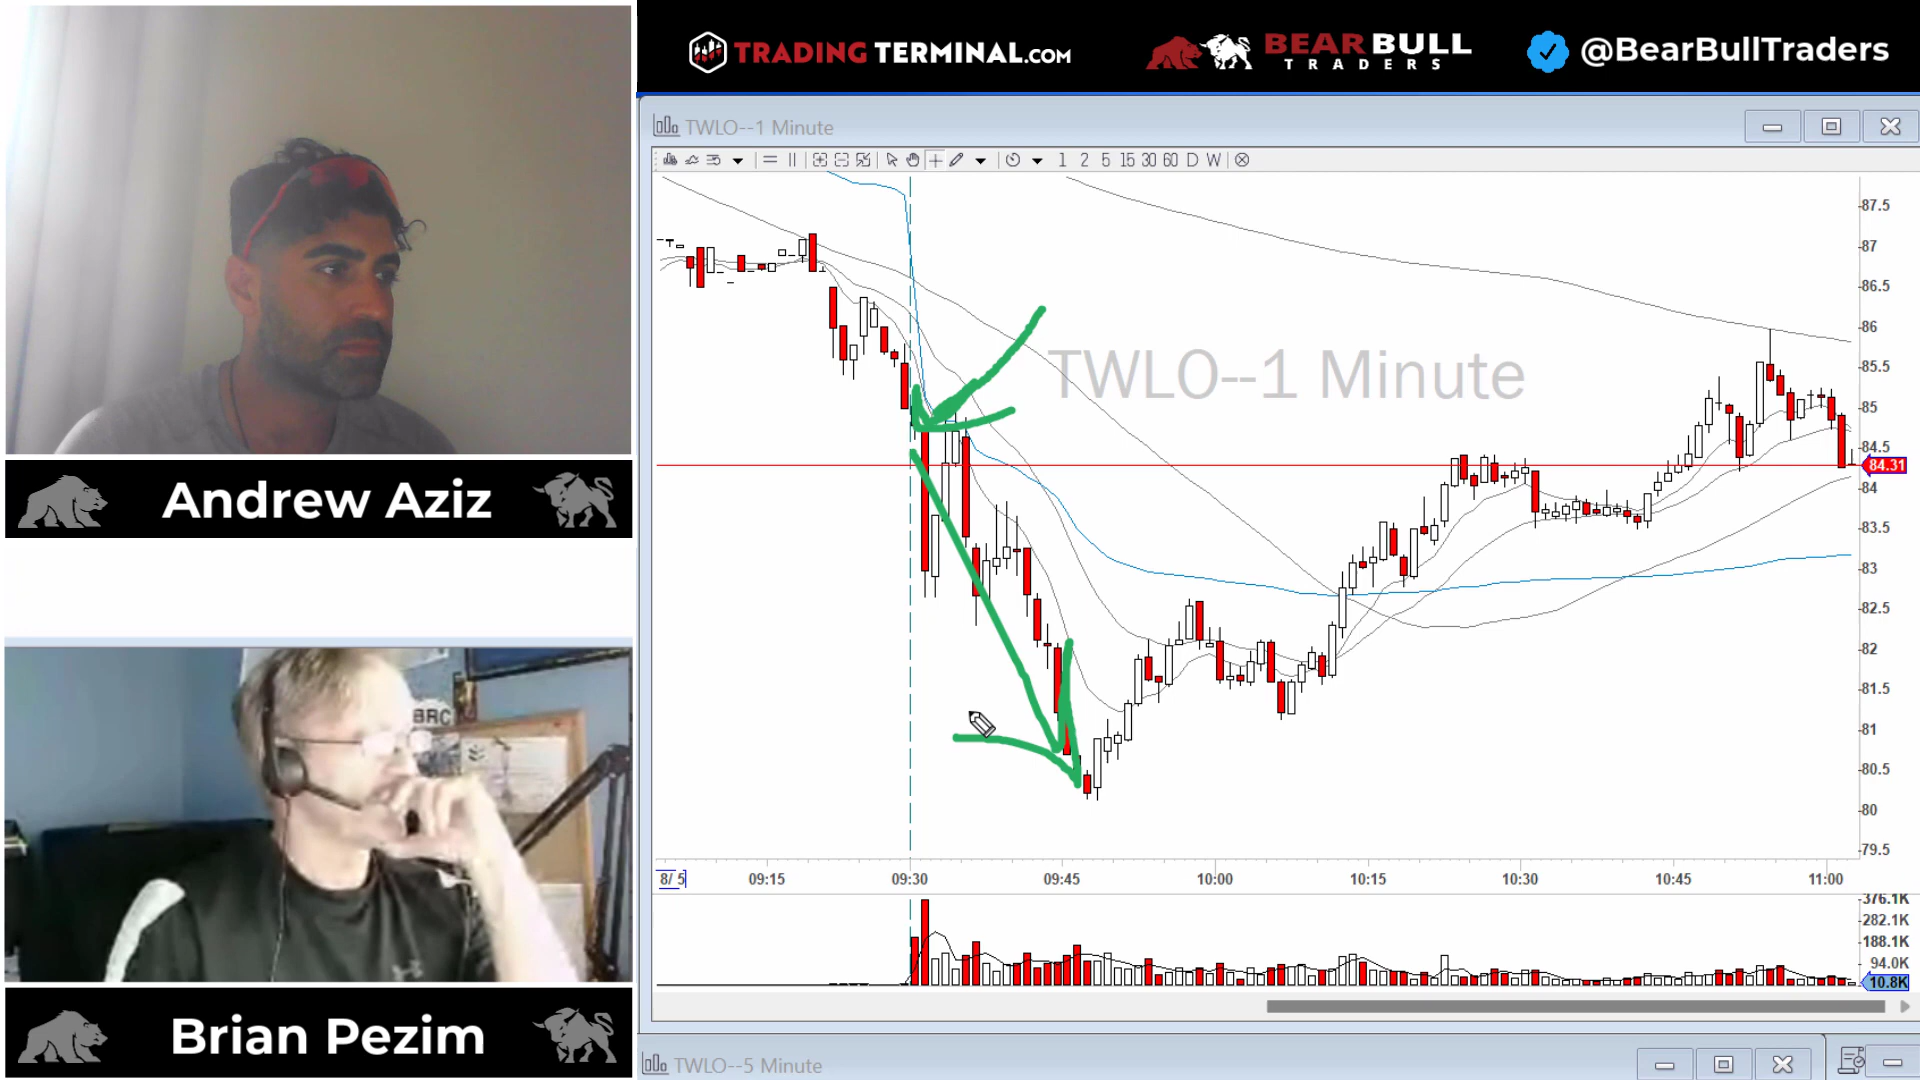 TRADING TERMINAL.COM
BEAR BULL
TRADERS
@BearBullTraders
TWLO--1 Minute
1 2 5 15 30 60 D W
TWLO--1 Minute
87.5
87
86.5
86
85.5
85
84.5
84.31
84
83.5
83
82.5
82
81.5
81
80.5
80
79.5
8/ 5
09:15
09:30
09:45
10:00
10:15
10:30
10:45
11:00
376.1K
282.1K
188.1K
94.0K
10.8K
TWLO--5 Minute
Andrew Aziz
BRC
Brian Pezim